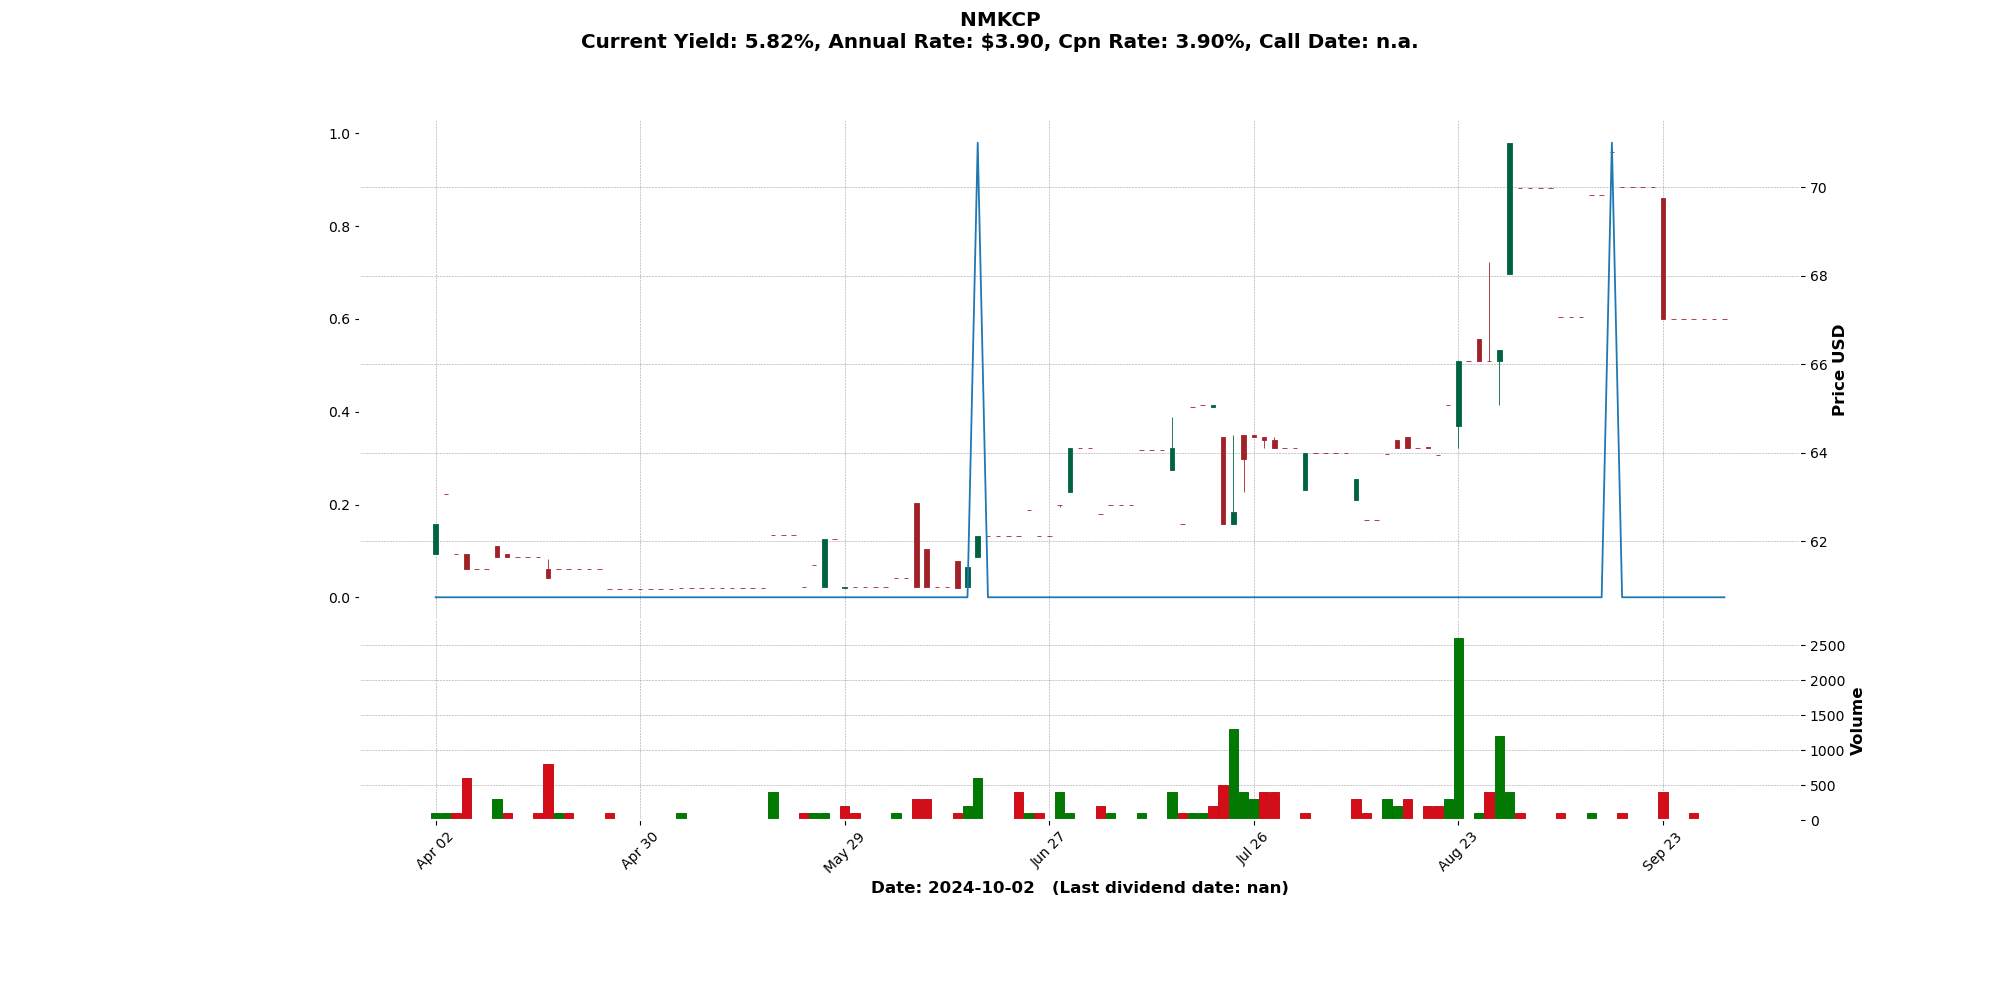 NMKCP
Current Yield: 5.82%, Annual Rate: $3.90, Cpn Rate: 3.90%, Call Date: n.a.
1.0
0.8
0.6
0.4
0.2
0.0
70
68
66
64
62
Price USD
2500
2000
1500
1000
500
0
Volume
Apr 02
Apr 30
May 29
Jun 27
Jul 26
Aug 23
Sep 23
Date: 2024-10-02   (Last dividend date: nan)